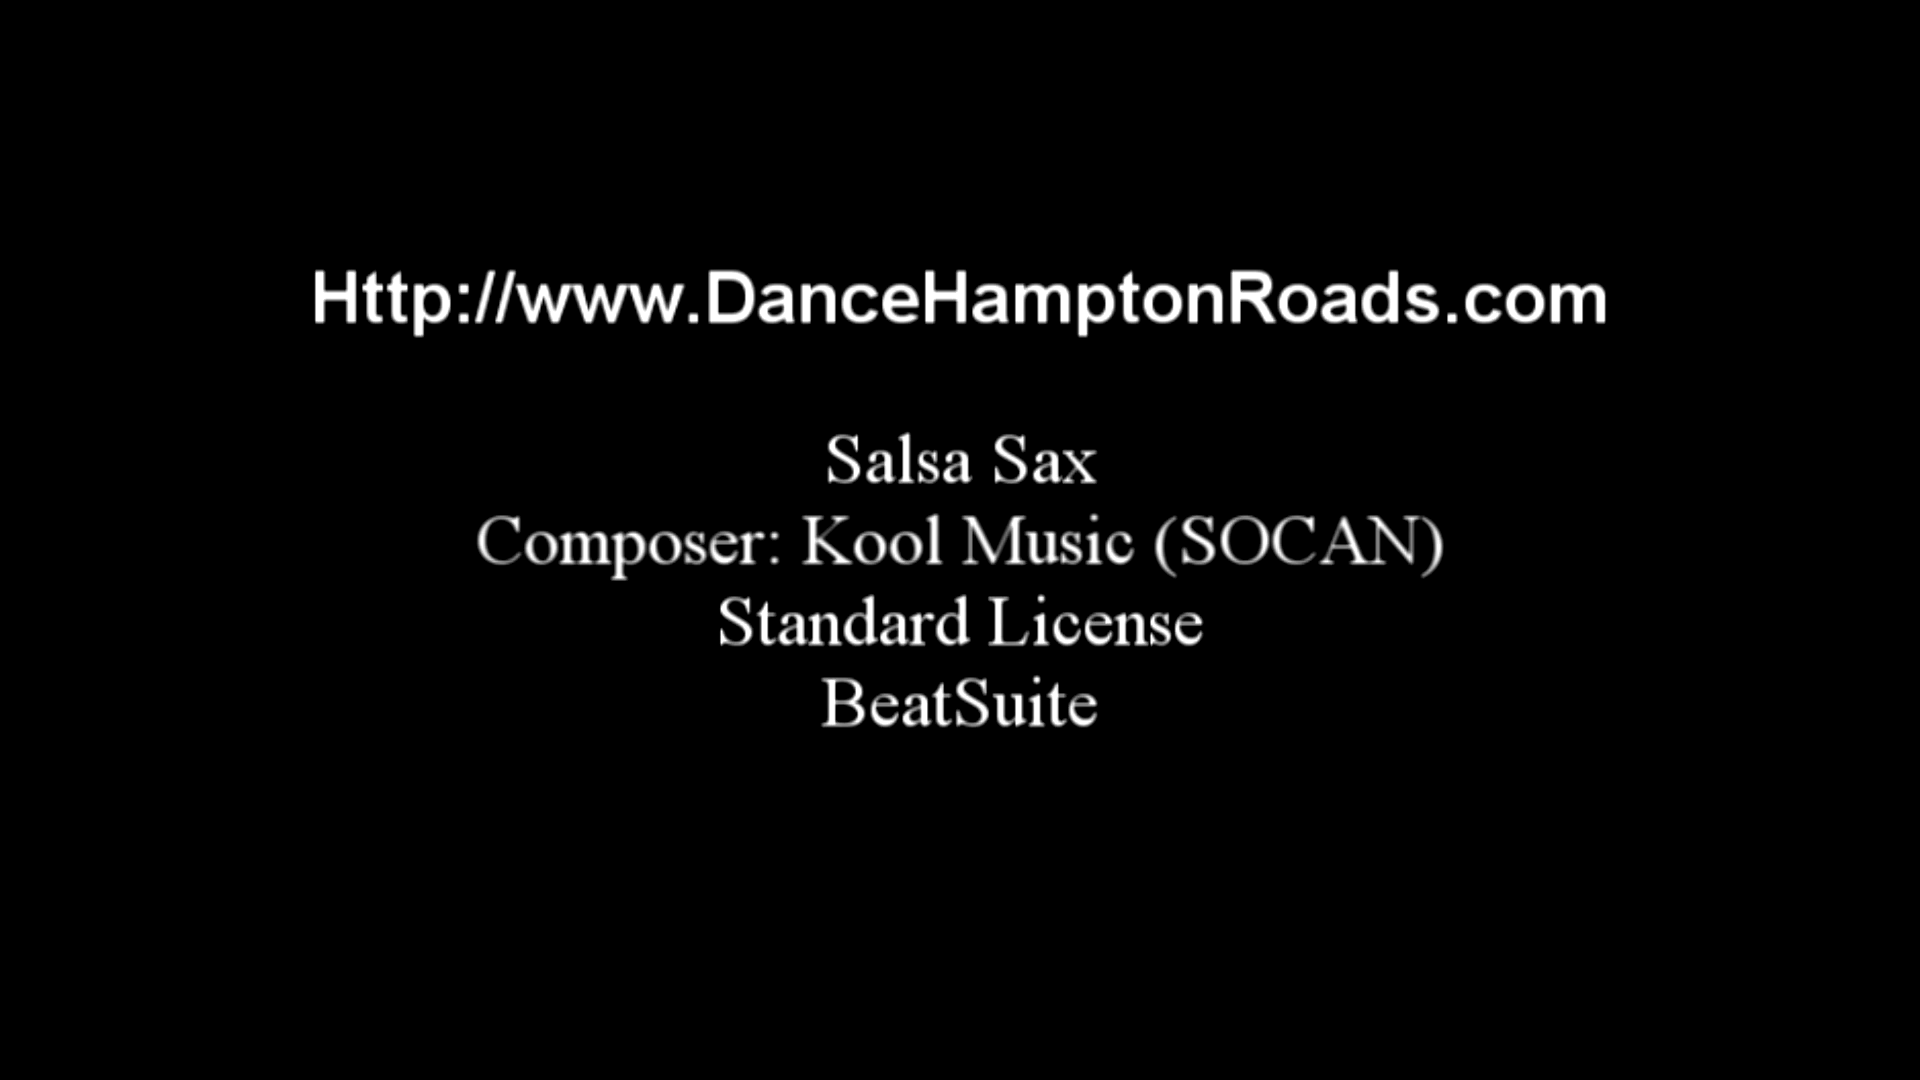 Http://www.DanceHamptonRoads.com
Salsa Sax
Composer: Kool Music (SOCAN)
Standard License
BeatSuite